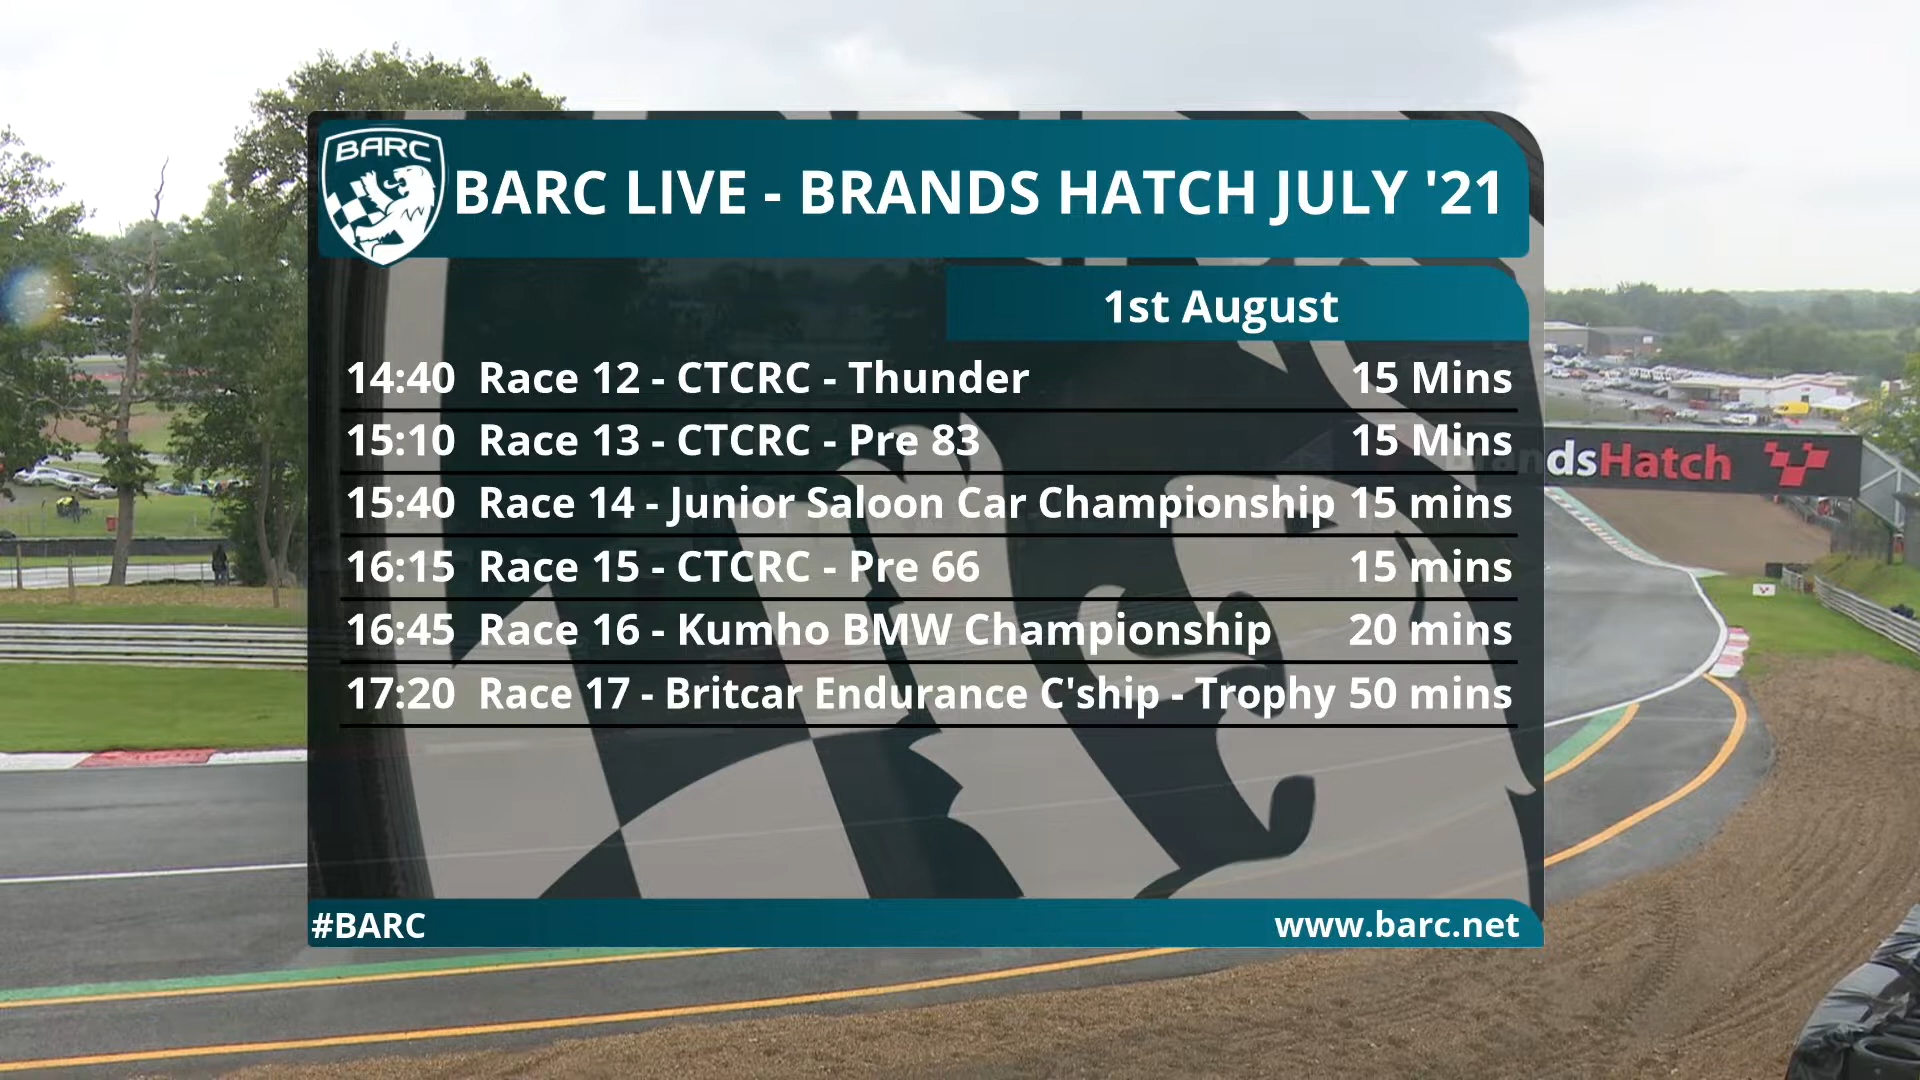 BARC
BARC LIVE - BRANDS HATCH JULY '21
1st August
14:40 Race 12 - CTCRC - Thunder 15 Mins
15:10 Race 13 - CTCRC - Pre 83 15 Mins
15:40 Race 14 - Junior Saloon Car Championship 15 mins
16:15 Race 15 - CTCRC - Pre 66 15 mins
16:45 Race 16 - Kumho BMW Championship 20 mins
17:20 Race 17 - Britcar Endurance C'ship - Trophy 50 mins
BrandsHatch
#BARC www.barc.net